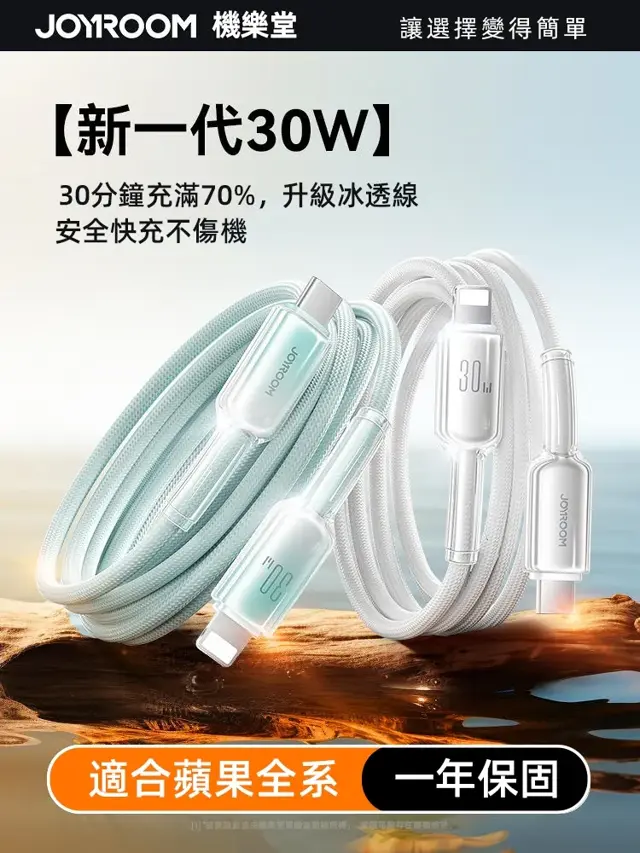 JOYROOM 機樂堂
讓選擇變得簡單
【新一代30W】
30分鐘充滿70%，升級冰透線
安全快充不傷機
JOYROOM
30W
30W
JOYROOM
適合蘋果全系
一年保固